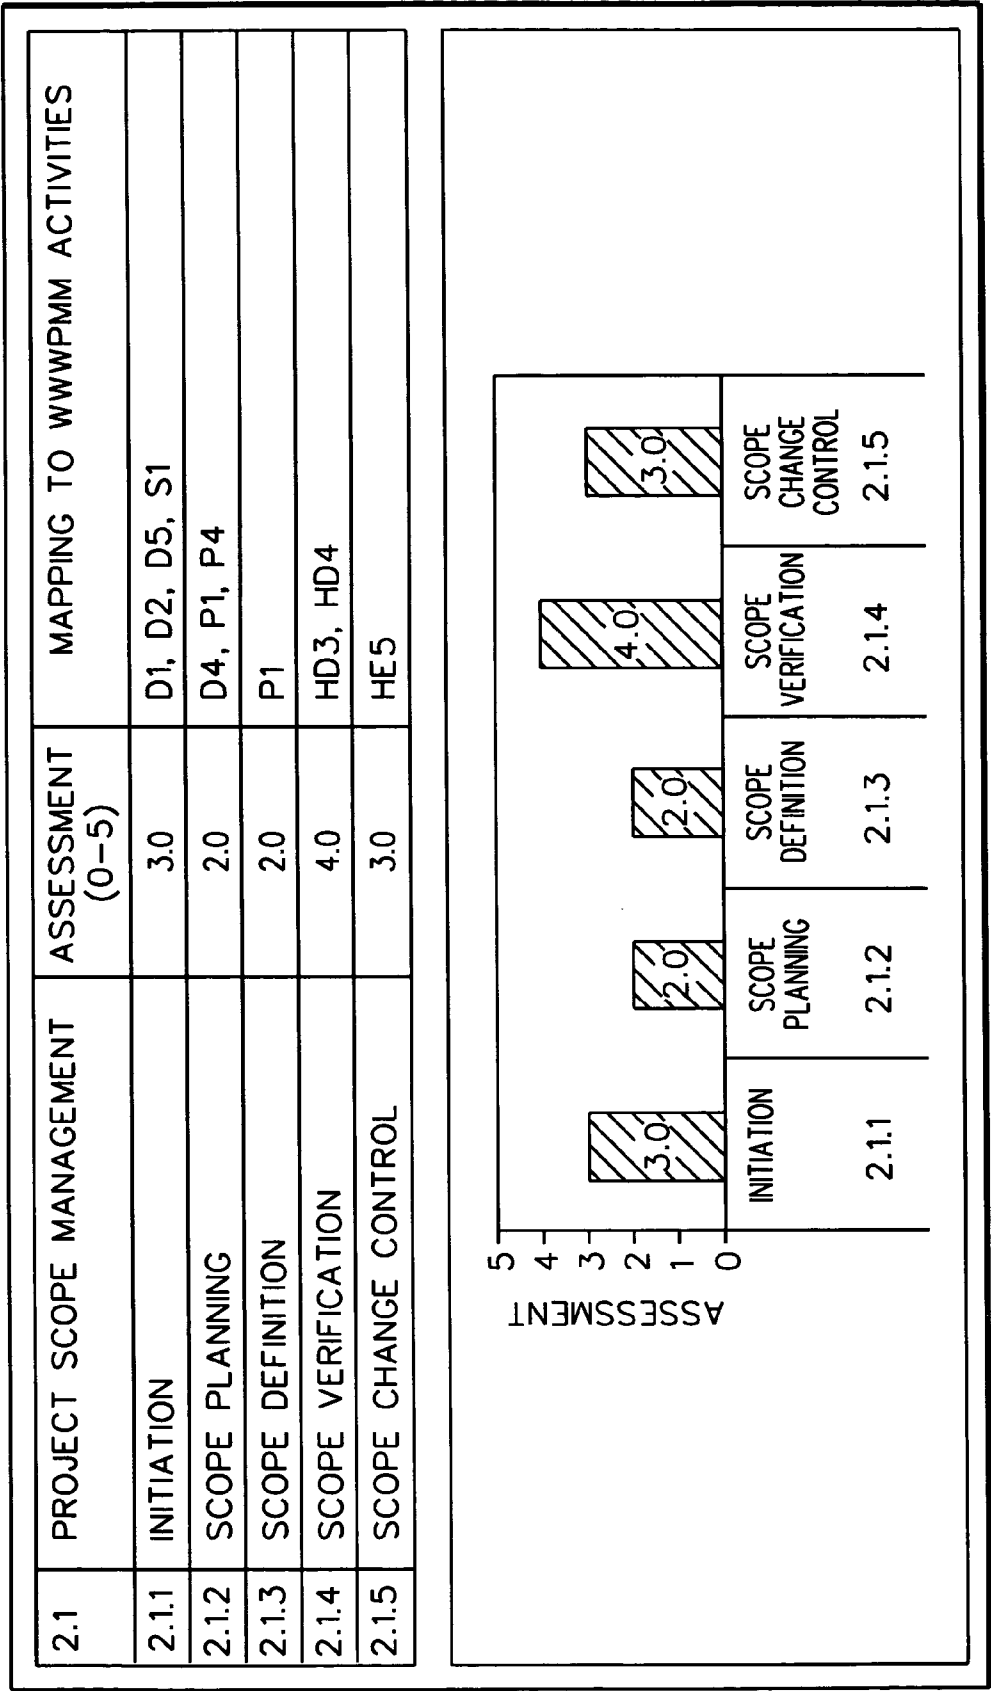 2.1 PROJECT SCOPE MANAGEMENT ASSESSMENT (0-5) MAPPING TO WWWPMM ACTIVITIES
2.1.1 INITIATION 3.0 D1, D2, D5, S1
2.1.2 SCOPE PLANNING 2.0 D4, P1, P4
2.1.3 SCOPE DEFINITION 2.0 P1
2.1.4 SCOPE VERIFICATION 4.0 HD3, HD4
2.1.5 SCOPE CHANGE CONTROL 3.0 HE5
ASSESSMENT
5
4
3
2
1
0
3.0
2.0
2.0
4.0
3.0
INITIATION
2.1.1
SCOPE
PLANNING
2.1.2
SCOPE
DEFINITION
2.1.3
SCOPE
VERIFICATION
2.1.4
SCOPE
CHANGE
CONTROL
2.1.5